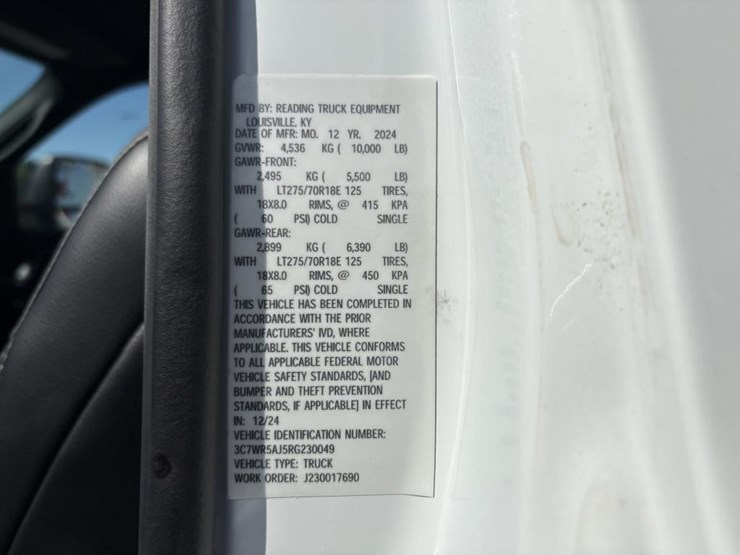 MFD BY: READING TRUCK EQUIPMENT
LOUISVILLE, KY
DATE OF MFR: MO. 12 YR. 2024
GVWR: 4,536 KG ( 10,000 LB)
GAWR-FRONT:
2,495 KG ( 5,500 LB)
WITH LT275/70R18E 125 TIRES,
18X8.0 RIMS, @ 415 KPA
( 60 PSI) COLD SINGLE
GAWR-REAR:
2,899 KG ( 6,390 LB)
WITH LT275/70R18E 125 TIRES,
18X8.0 RIMS, @ 450 KPA
( 65 PSI) COLD SINGLE
THIS VEHICLE HAS BEEN COMPLETED IN
ACCORDANCE WITH THE PRIOR
MANUFACTURERS' IVD, WHERE
APPLICABLE. THIS VEHICLE CONFORMS
TO ALL APPLICABLE FEDERAL MOTOR
VEHICLE SAFETY STANDARDS, [AND
BUMPER AND THEFT PREVENTION
STANDARDS, IF APPLICABLE] IN EFFECT
IN: 12/24
VEHICLE IDENTIFICATION NUMBER:
3C7WR5AJ5RG230049
VEHICLE TYPE: TRUCK
WORK ORDER: J230017690